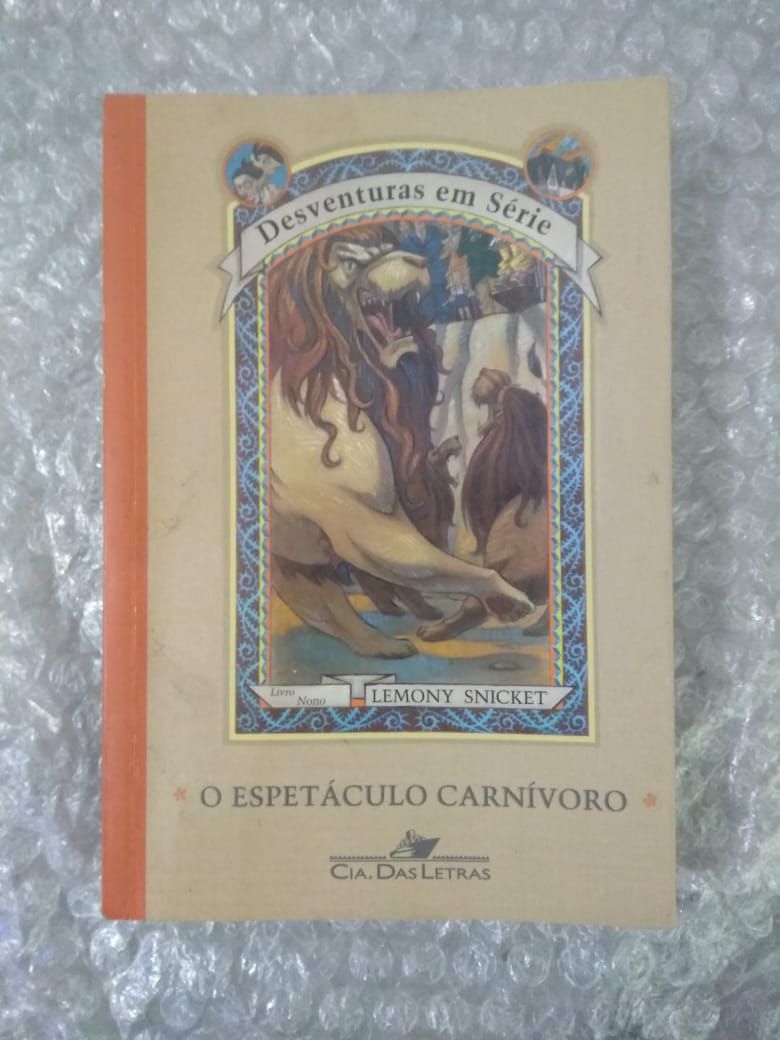 Desventuras em Série
Livro
Nono
LEMONY SNICKET
O ESPETÁCULO CARNÍVORO
CIA. DAS LETRAS